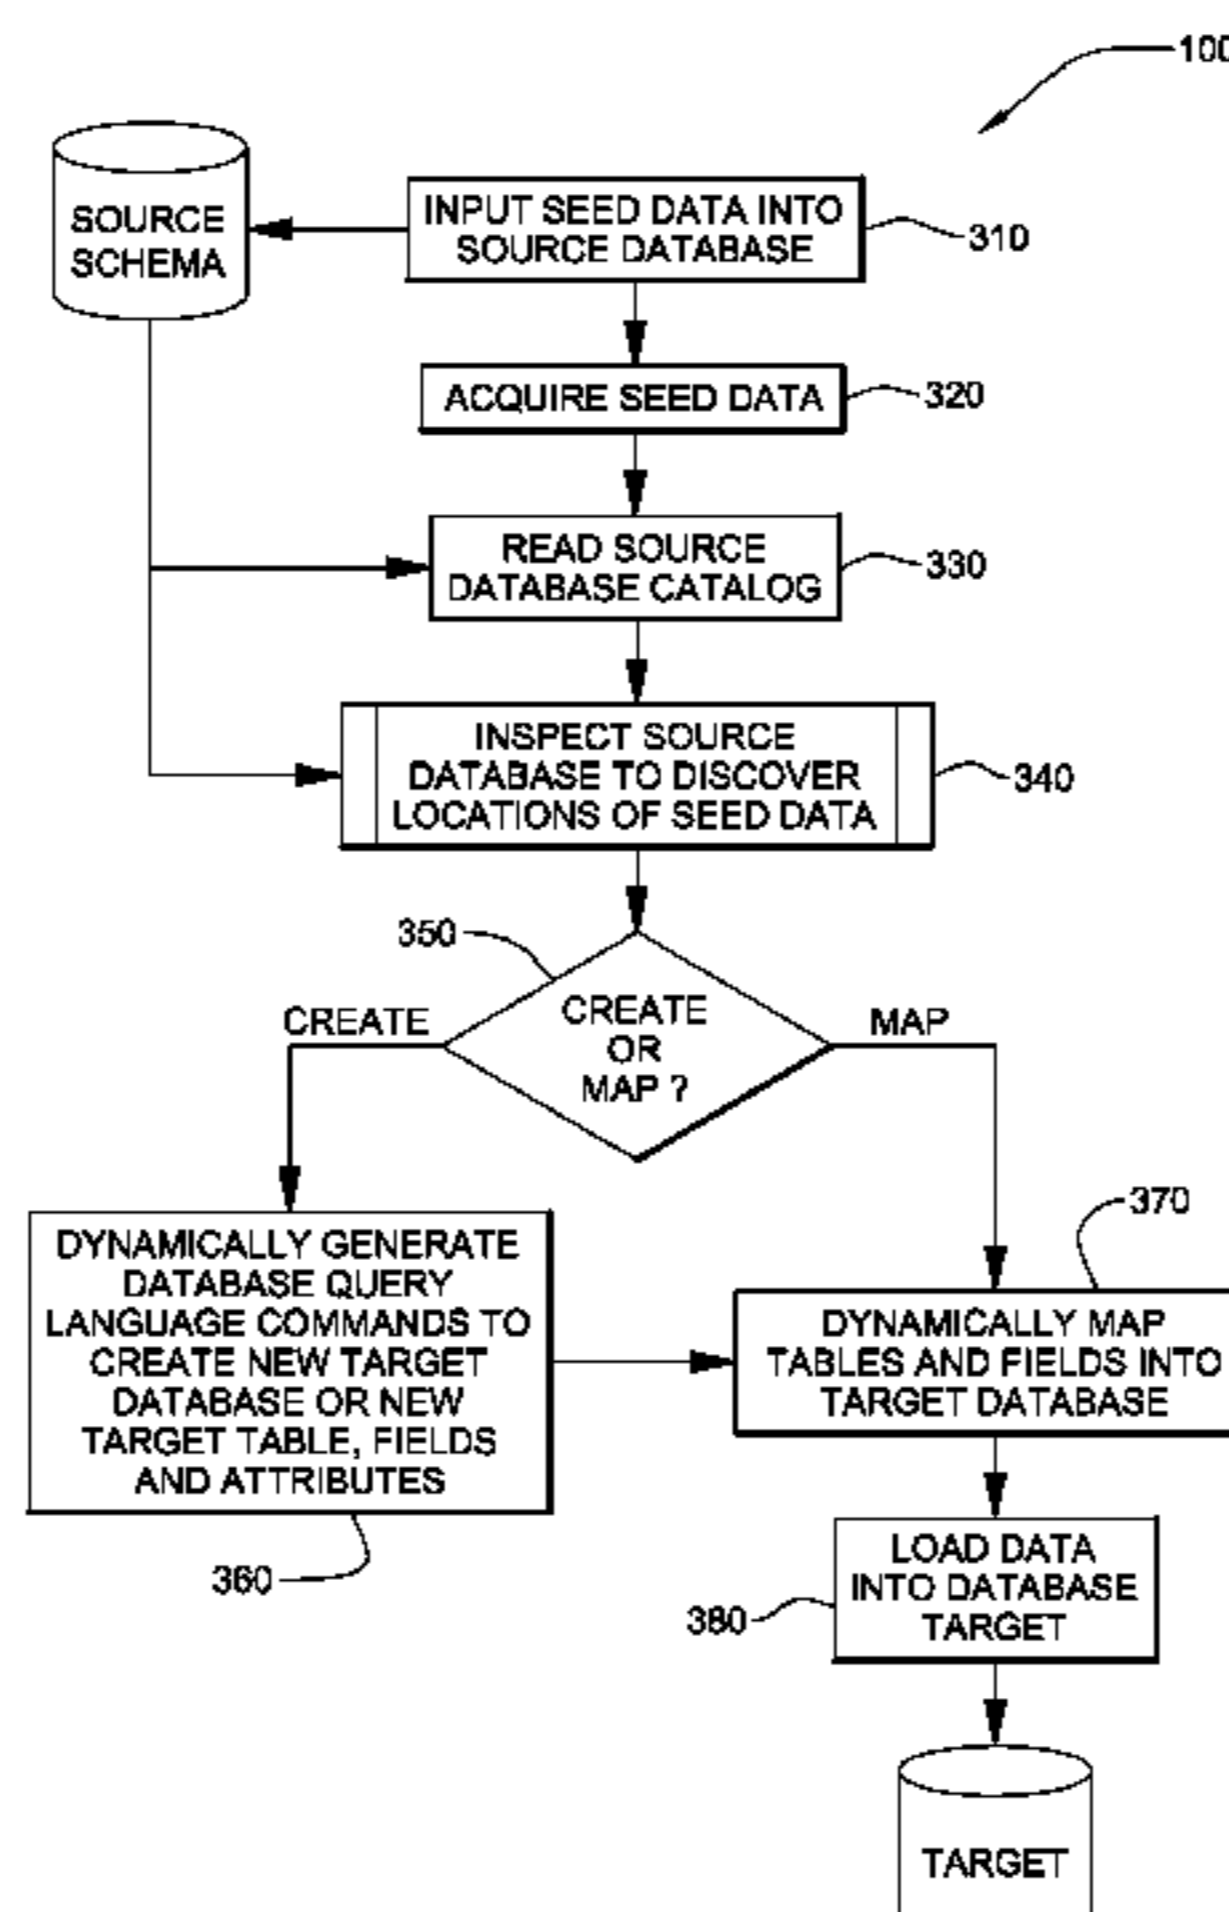 100
SOURCE
SCHEMA
INPUT SEED DATA INTO
SOURCE DATABASE
310
ACQUIRE SEED DATA
320
READ SOURCE
DATABASE CATALOG
330
INSPECT SOURCE
DATABASE TO DISCOVER
LOCATIONS OF SEED DATA
340
350
CREATE
OR
MAP ?
CREATE
MAP
DYNAMICALLY GENERATE
DATABASE QUERY
LANGUAGE COMMANDS TO
CREATE NEW TARGET
DATABASE OR NEW
TARGET TABLE, FIELDS
AND ATTRIBUTES
360
370
DYNAMICALLY MAP
TABLES AND FIELDS INTO
TARGET DATABASE
LOAD DATA
INTO DATABASE
TARGET
380
TARGET